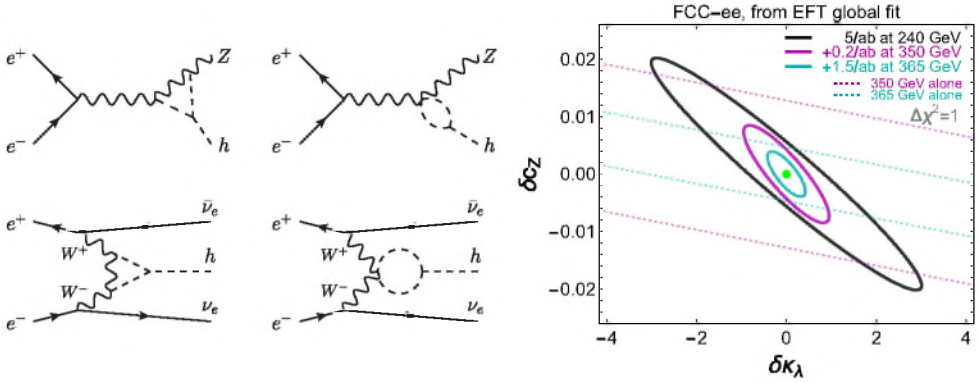 e⁺
Z
e⁻
h
e⁺
Z
e⁻
h
e⁺
ν̄ₑ
W⁺
h
W⁻
e⁻
νₑ
e⁺
ν̄ₑ
W⁺
h
W⁻
e⁻
νₑ
FCC-ee, from EFT global fit
5/ab at 240 GeV
+0.2/ab at 350 GeV
+1.5/ab at 365 GeV
350 GeV alone
365 GeV alone
Δχ²=1
δc_Z
0.02
0.01
0.00
-0.01
-0.02
-4
-2
0
2
4
δκ_λ